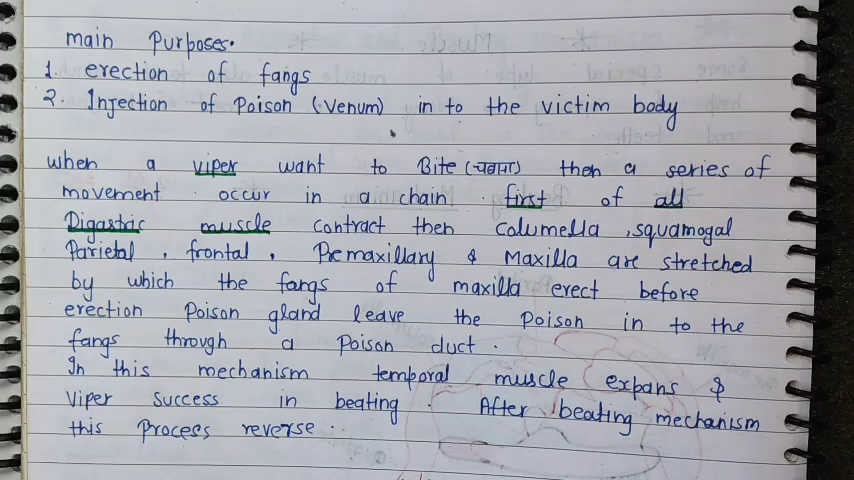 main Purposes.
1. erection of fangs
2. Injection of Poison (Venum) in to the victim body
when a viper want to Bite (चबाना) then a series of
movement occur in a chain first of all
Digastric muscle contract then Columella , squamogal
Parietal , frontal , Premaxillary & Maxilla are stretched
by which the fangs of maxilla erect before
erection Poison gland leave the Poison in to the
fangs through a Poison duct.
In this mechanism temporal muscle expans &
Viper success in beating. After beating mechanism
this Process reverse.